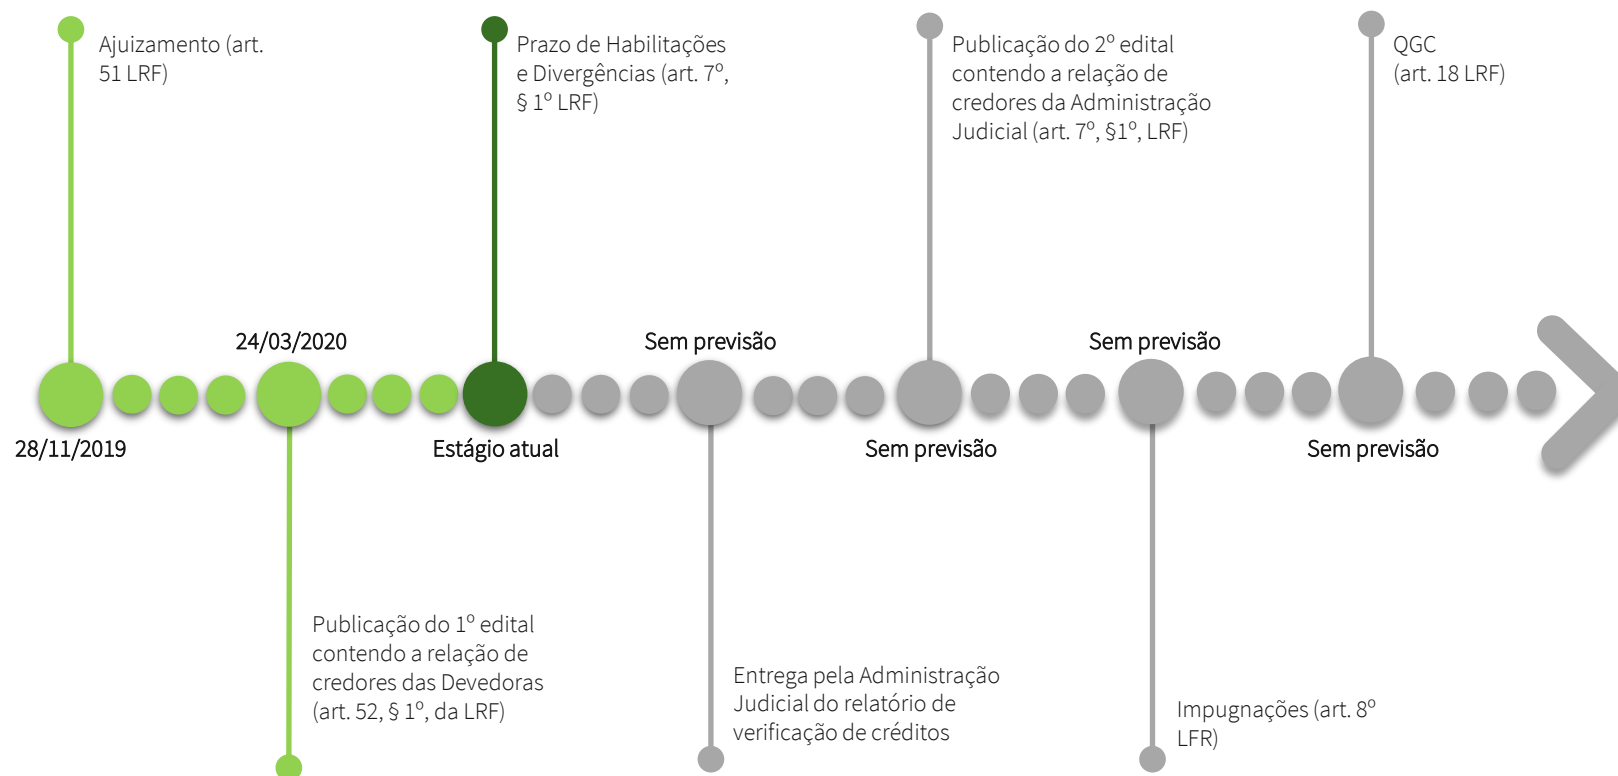 Ajuizamento (art.
51 LRF)
28/11/2019
24/03/2020
Publicação do 1º edital
contendo a relação de
credores das Devedoras
(art. 52, § 1º, da LRF)
Prazo de Habilitações
e Divergências (art. 7º,
§ 1º LRF)
Estágio atual
Sem previsão
Entrega pela Administração
Judicial do relatório de
verificação de créditos
Publicação do 2º edital
contendo a relação de
credores da Administração
Judicial (art. 7º, §1º, LRF)
Sem previsão
Sem previsão
Impugnações (art. 8º
LFR)
QGC
(art. 18 LRF)
Sem previsão